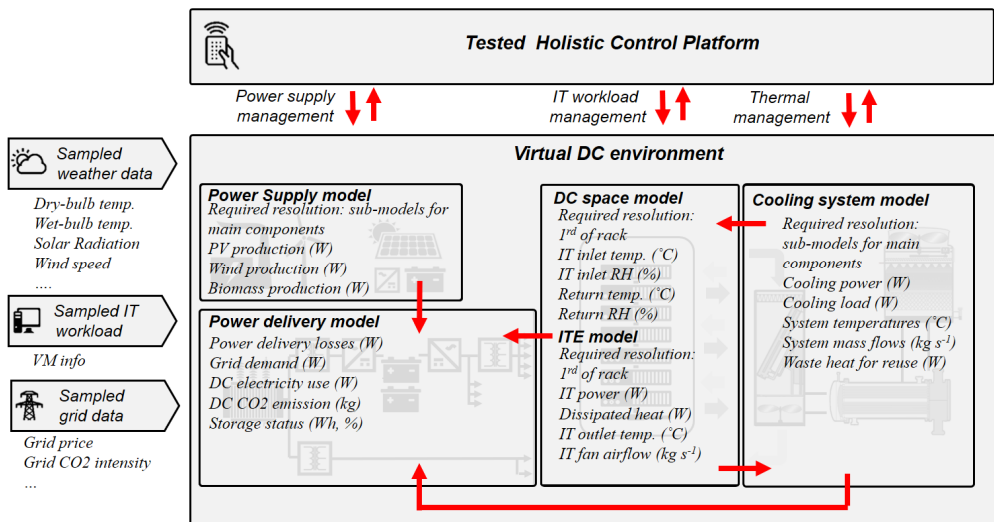 Tested Holistic Control Platform
Power supply
management
IT workload
management
Thermal
management
Sampled
weather data
Dry-bulb temp.
Wet-bulb temp.
Solar Radiation
Wind speed
....
Sampled IT
workload
VM info
Sampled
grid data
Grid price
Grid CO2 intensity
...
Virtual DC environment
Power Supply model
Required resolution: sub-models for
main components
PV production (W)
Wind production (W)
Biomass production (W)
Power delivery model
Power delivery losses (W)
Grid demand (W)
DC electricity use (W)
DC CO2 emission (kg)
Storage status (Wh, %)
DC space model
Required resolution:
1rd of rack
IT inlet temp. (˚C)
IT inlet RH (%)
Return temp. (˚C)
Return RH (%)
ITE model
Required resolution:
1rd of rack
IT power (W)
Dissipated heat (W)
IT outlet temp. (˚C)
IT fan airflow (kg s-1)
Cooling system model
Required resolution:
sub-models for main
components
Cooling power (W)
Cooling load (W)
System temperatures (˚C)
System mass flows (kg s-1)
Waste heat for reuse (W)